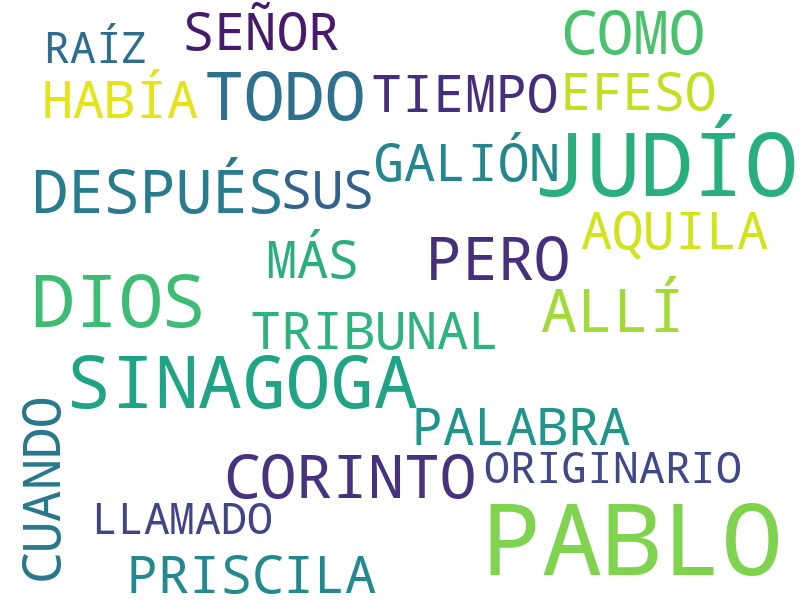 RAÍZ SEÑOR COMO
HABÍA TODO TIEMPO EFESO
DESPUÉS SUS GALIÓN JUDÍO
MÁS PERO AQUILA
DIOS TRIBUNAL ALLÍ
SINAGOGA
CUANDO PALABRA
CORINTO ORIGINARIO
LLAMADO PABLO
PRISCILA